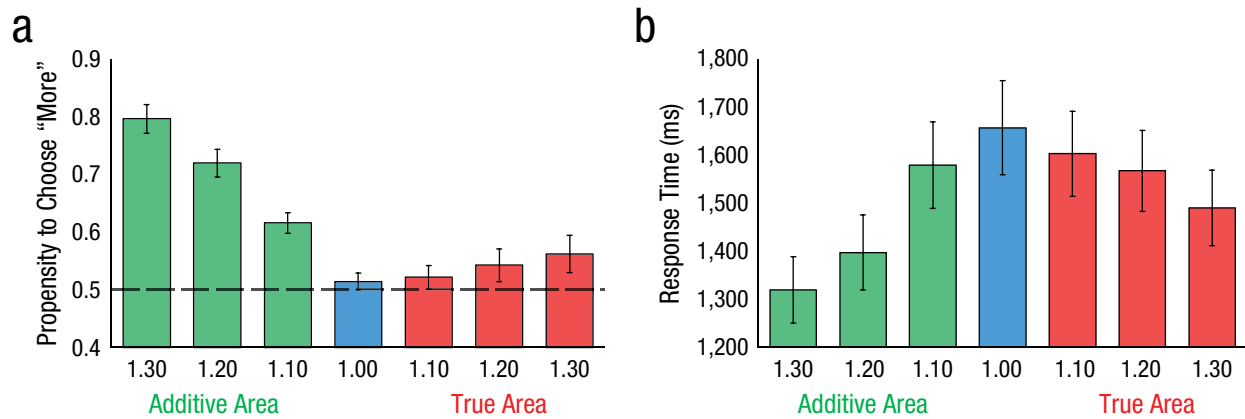 a
Propensity to Choose “More”
0.9
0.8
0.7
0.6
0.5
0.4
1.30 1.20 1.10 1.00 1.10 1.20 1.30
Additive Area True Area
b
Response Time (ms)
1,800
1,700
1,600
1,500
1,400
1,300
1,200
1.30 1.20 1.10 1.00 1.10 1.20 1.30
Additive Area True Area